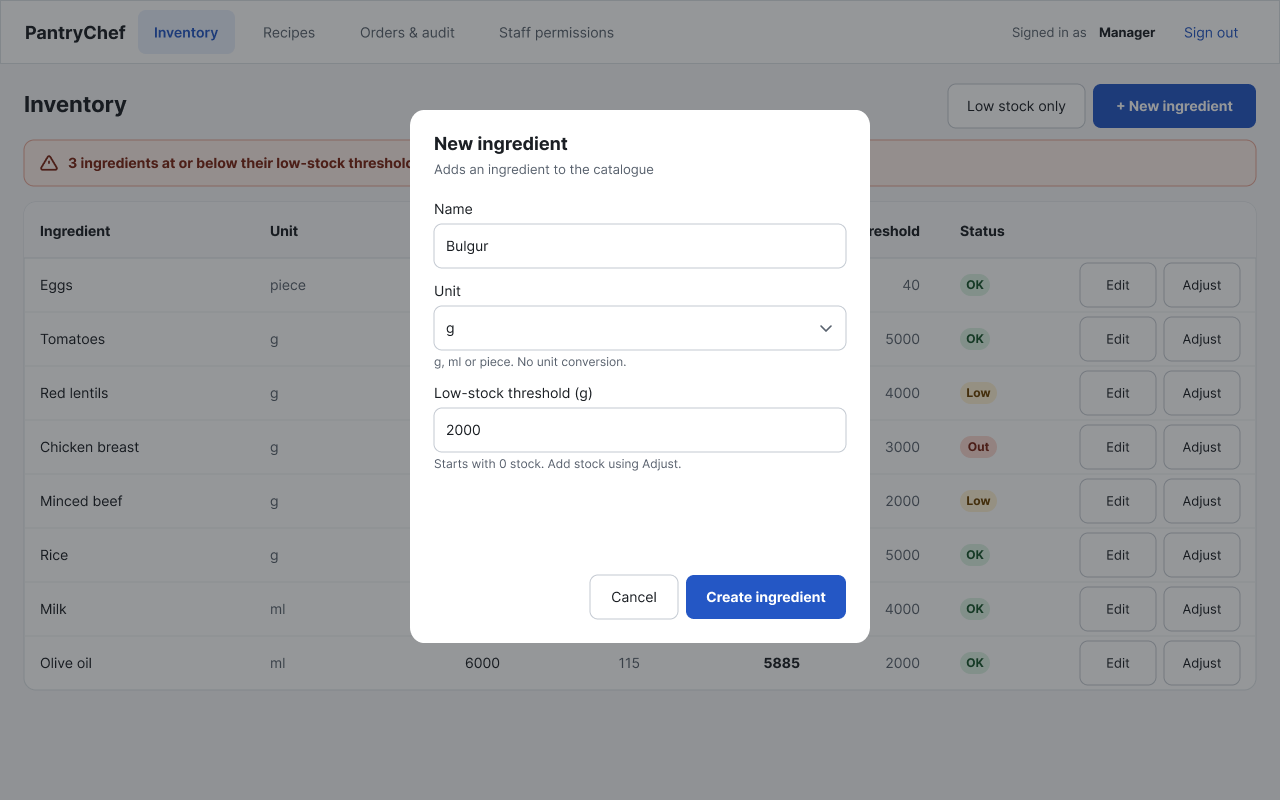 PantryChef Inventory Recipes Orders & audit Staff permissions Signed in as Manager Sign out
Inventory Low stock only + New ingredient
3 ingredients at or below their low-stock threshold
New ingredient
Adds an ingredient to the catalogue
Name
Bulgur
Unit
g
g, ml or piece. No unit conversion.
Low-stock threshold (g)
2000
Starts with 0 stock. Add stock using Adjust.
Cancel Create ingredient
Ingredient Unit reshold Status
Eggs piece 40 OK Edit Adjust
Tomatoes g 5000 OK Edit Adjust
Red lentils g 4000 Low Edit Adjust
Chicken breast g 3000 Out Edit Adjust
Minced beef g 2000 Low Edit Adjust
Rice g 5000 OK Edit Adjust
Milk ml 4000 OK Edit Adjust
Olive oil ml 6000 115 5885 2000 OK Edit Adjust